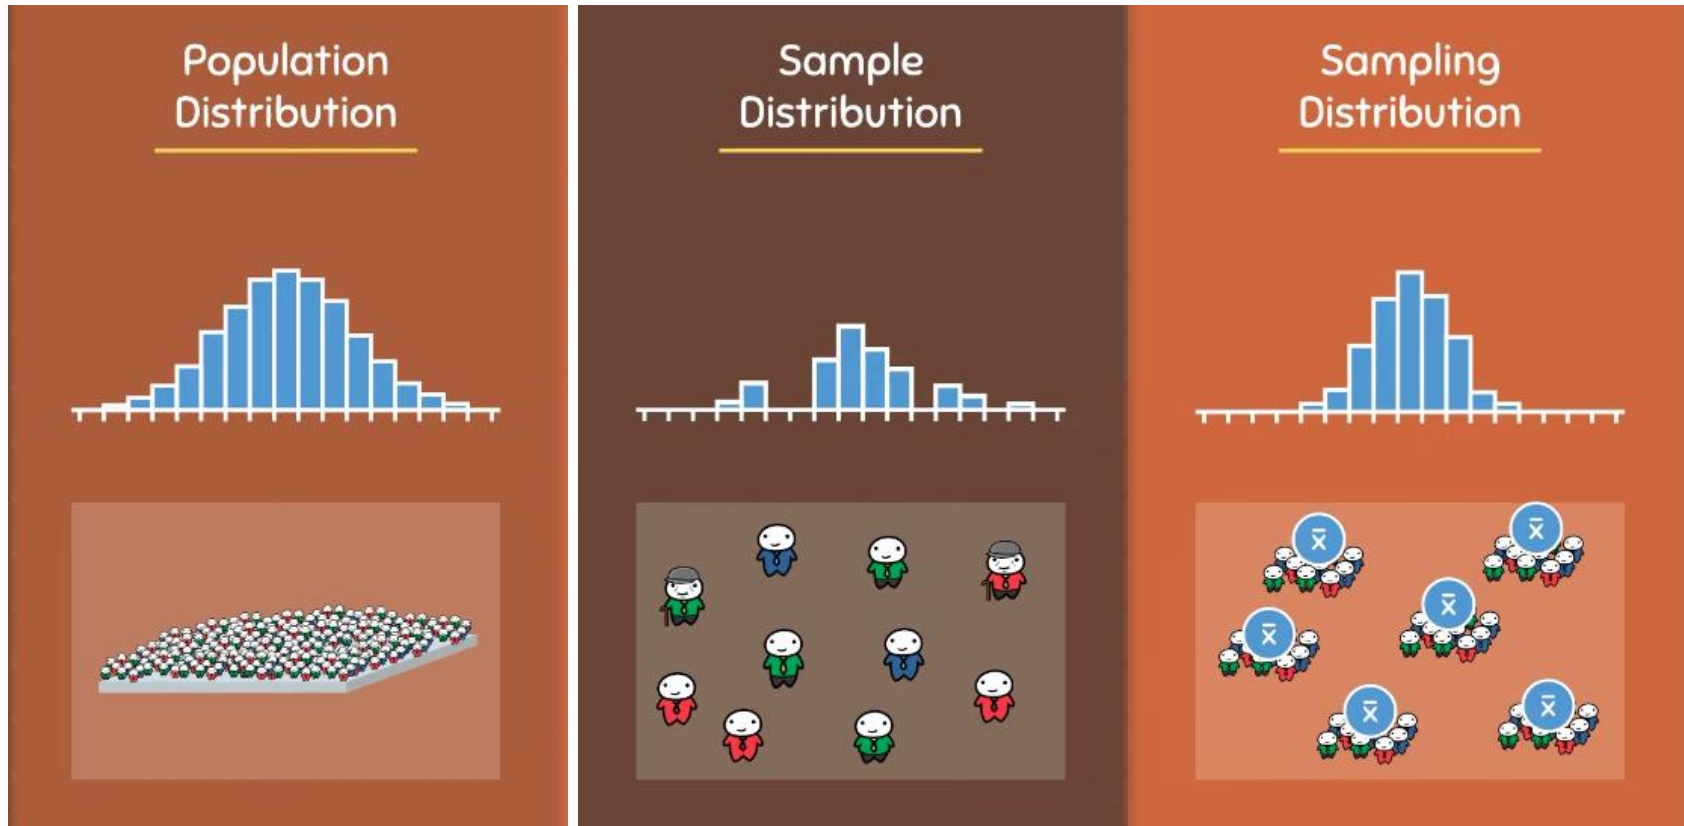 Population
Distribution
Sample
Distribution
Sampling
Distribution
x̄
x̄
x̄
x̄
x̄
x̄